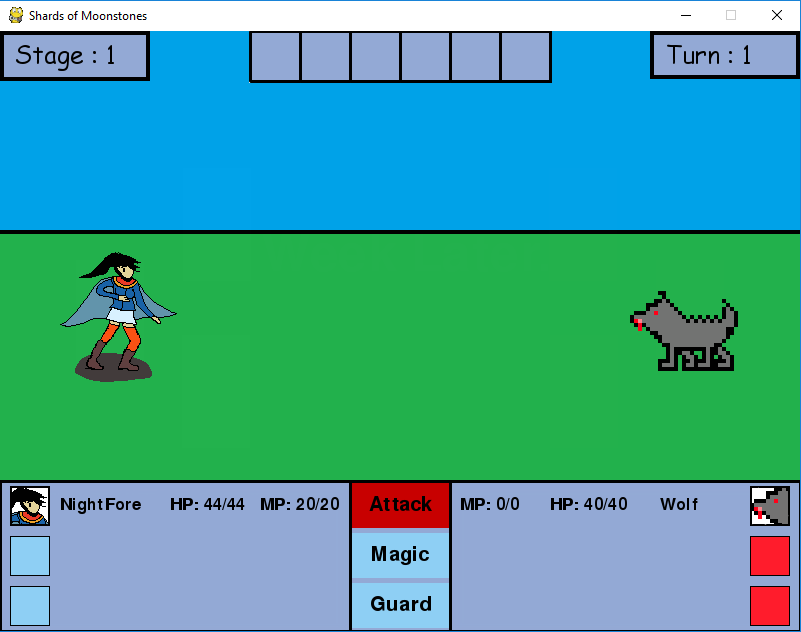 Shards of Moonstones
Stage : 1
Turn : 1
NightFore HP: 44/44 MP: 20/20
Attack
MP: 0/0 HP: 40/40 Wolf
Magic
Guard